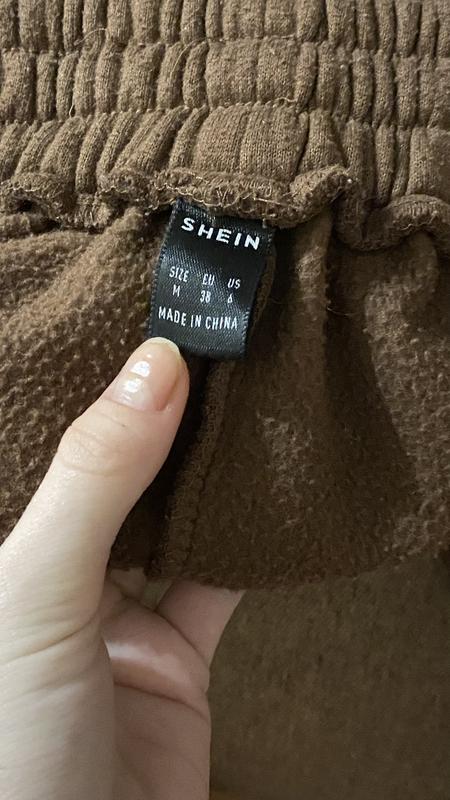 SHEIN
SIZE EU US
M 38 6
MADE IN CHINA